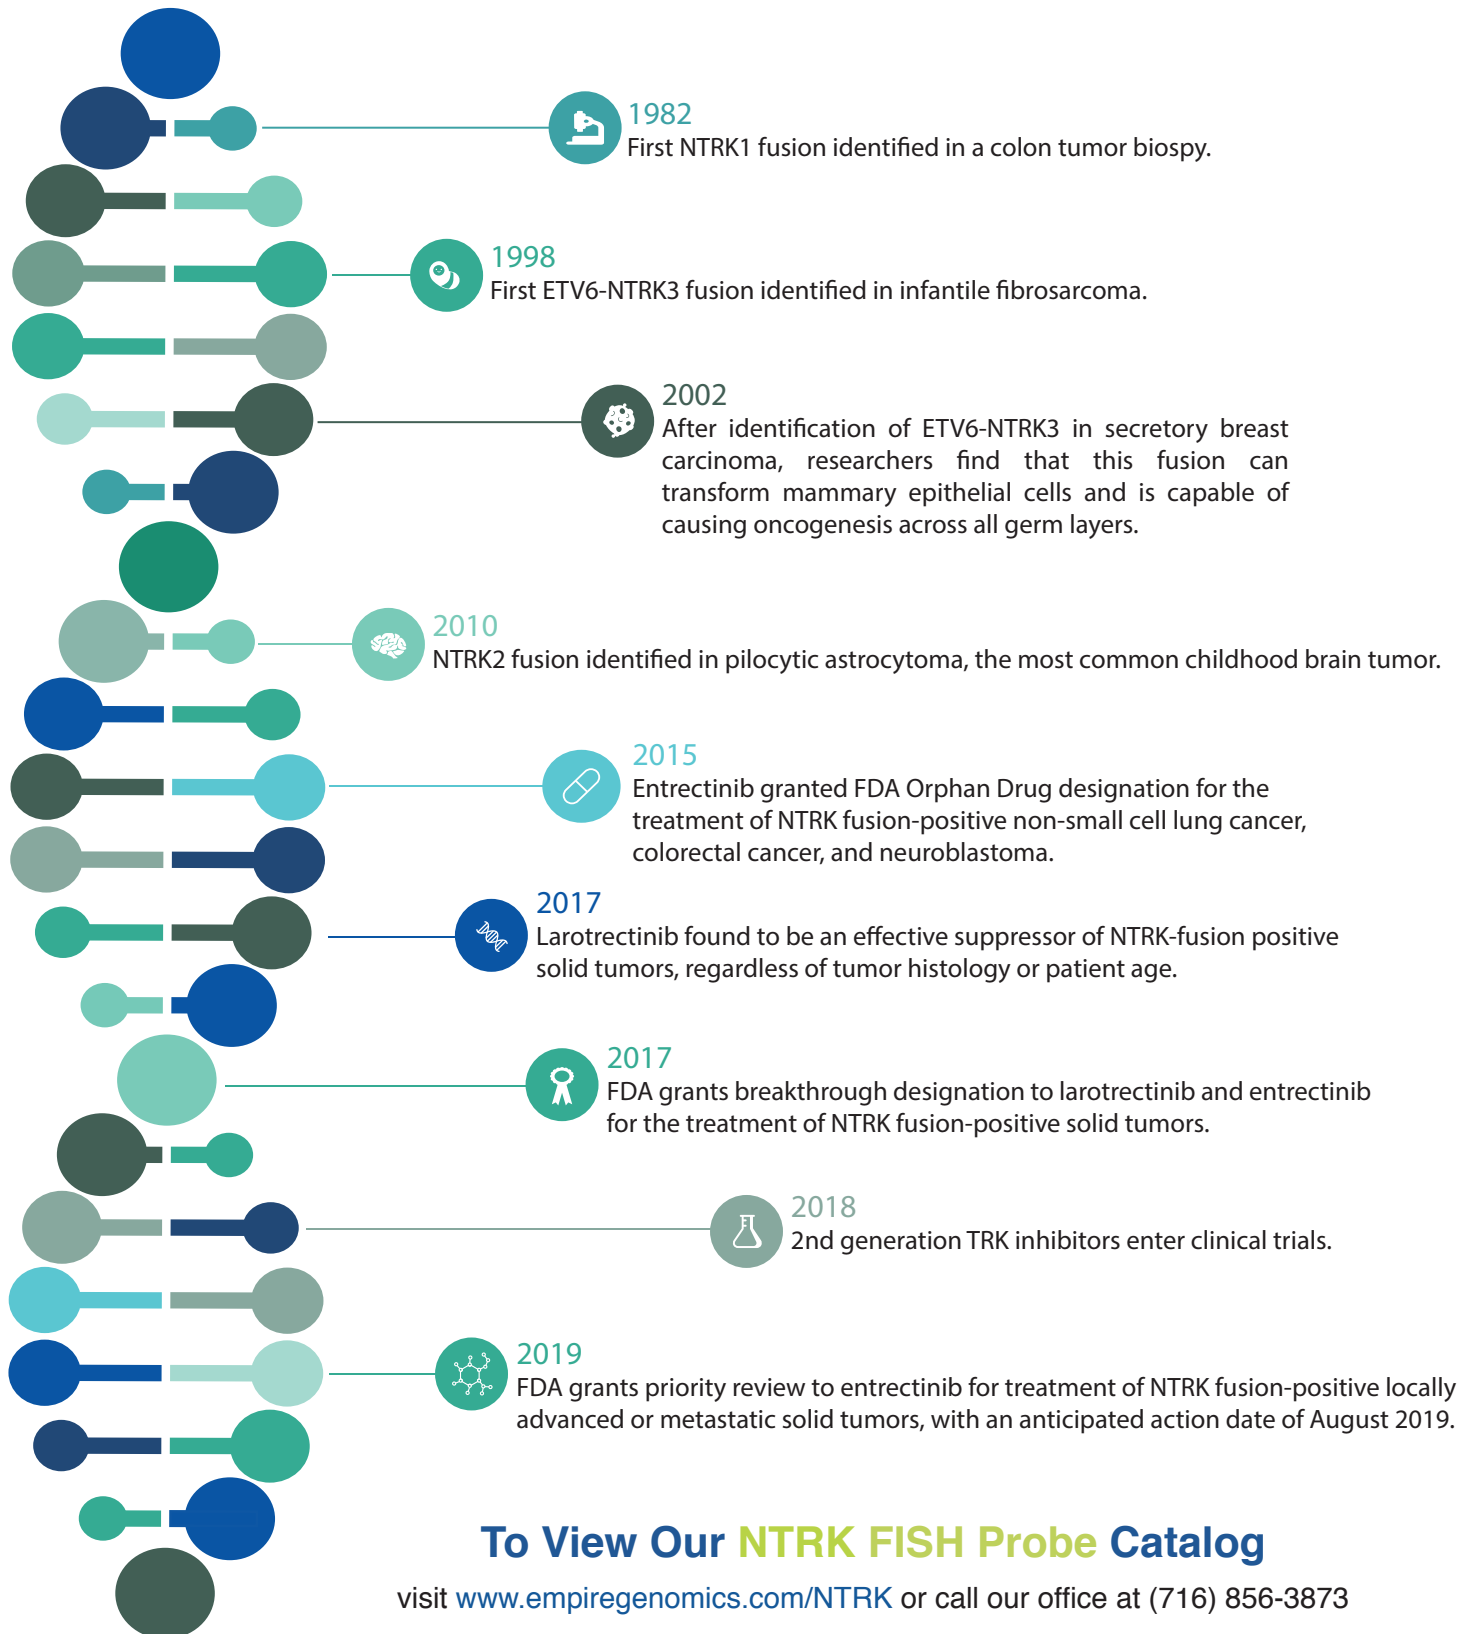 1982
First NTRK1 fusion identified in a colon tumor biospy.
1998
First ETV6-NTRK3 fusion identified in infantile fibrosarcoma.
2002
After identification of ETV6-NTRK3 in secretory breast
carcinoma, researchers find that this fusion can
transform mammary epithelial cells and is capable of
causing oncogenesis across all germ layers.
2010
NTRK2 fusion identified in pilocytic astrocytoma, the most common childhood brain tumor.
2015
Entrectinib granted FDA Orphan Drug designation for the
treatment of NTRK fusion-positive non-small cell lung cancer,
colorectal cancer, and neuroblastoma.
2017
Larotrectinib found to be an effective suppressor of NTRK-fusion positive
solid tumors, regardless of tumor histology or patient age.
2017
FDA grants breakthrough designation to larotrectinib and entrectinib
for the treatment of NTRK fusion-positive solid tumors.
2018
2nd generation TRK inhibitors enter clinical trials.
2019
FDA grants priority review to entrectinib for treatment of NTRK fusion-positive locally
advanced or metastatic solid tumors, with an anticipated action date of August 2019.
To View Our NTRK FISH Probe Catalog
visit www.empiregenomics.com/NTRK or call our office at (716) 856-3873